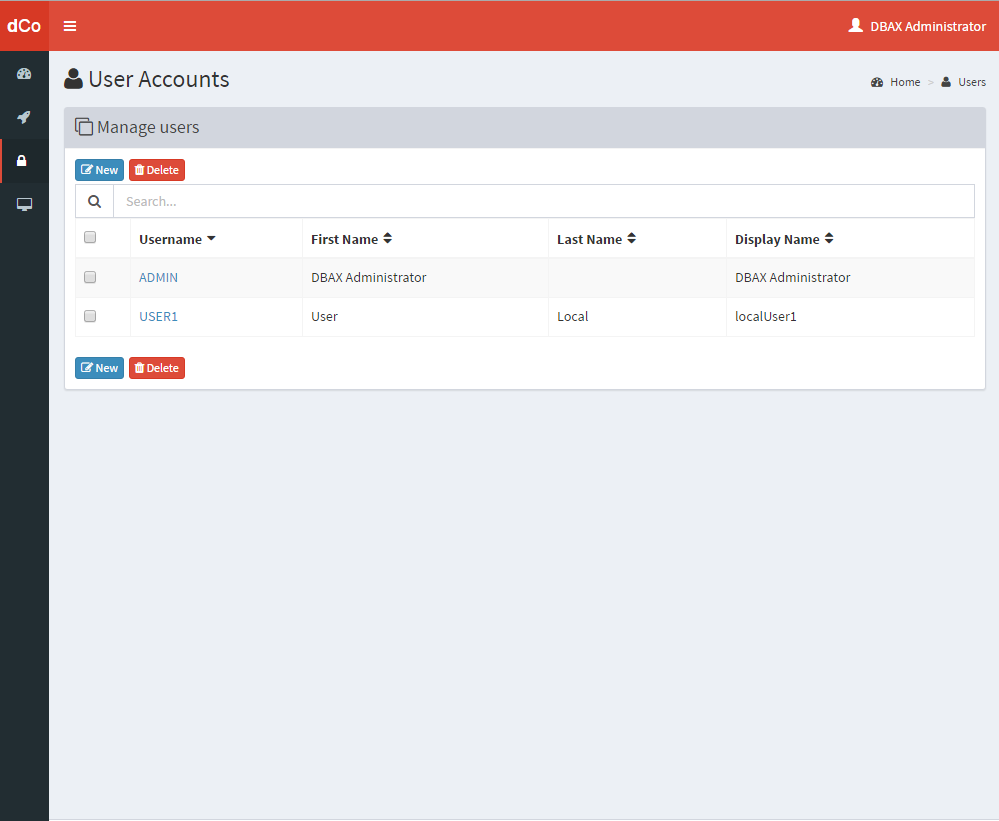 dCo
DBAX Administrator
User Accounts
Home > Users
Manage users
New Delete
Search...
Username First Name Last Name Display Name
ADMIN DBAX Administrator DBAX Administrator
USER1 User Local localUser1
New Delete